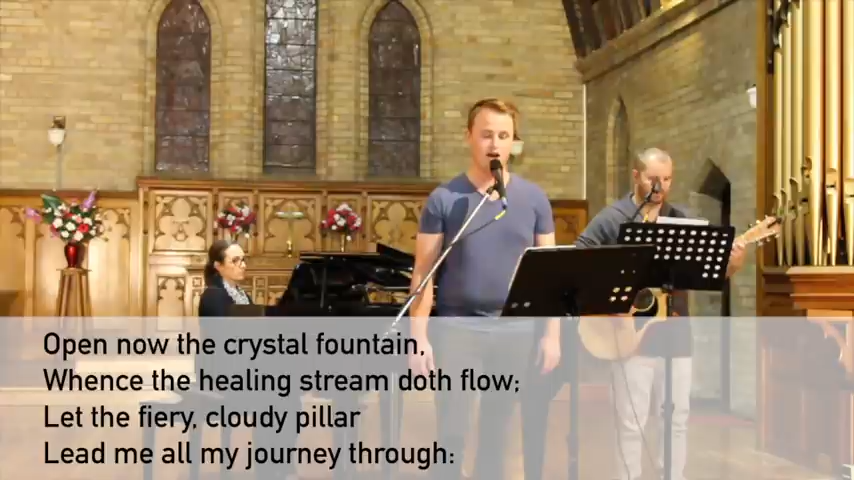 Open now the crystal fountain,
Whence the healing stream doth flow;
Let the fiery, cloudy pillar
Lead me all my journey through: